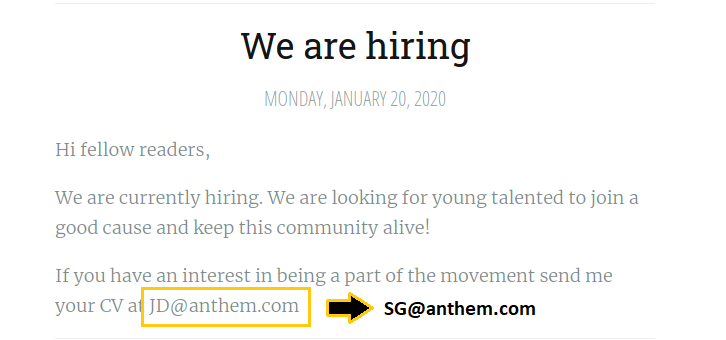 We are hiring
MONDAY, JANUARY 20, 2020
Hi fellow readers,
We are currently hiring. We are looking for young talented to join a
good cause and keep this community alive!
If you have an interest in being a part of the movement send me
your CV at JD@anthem.com SG@anthem.com